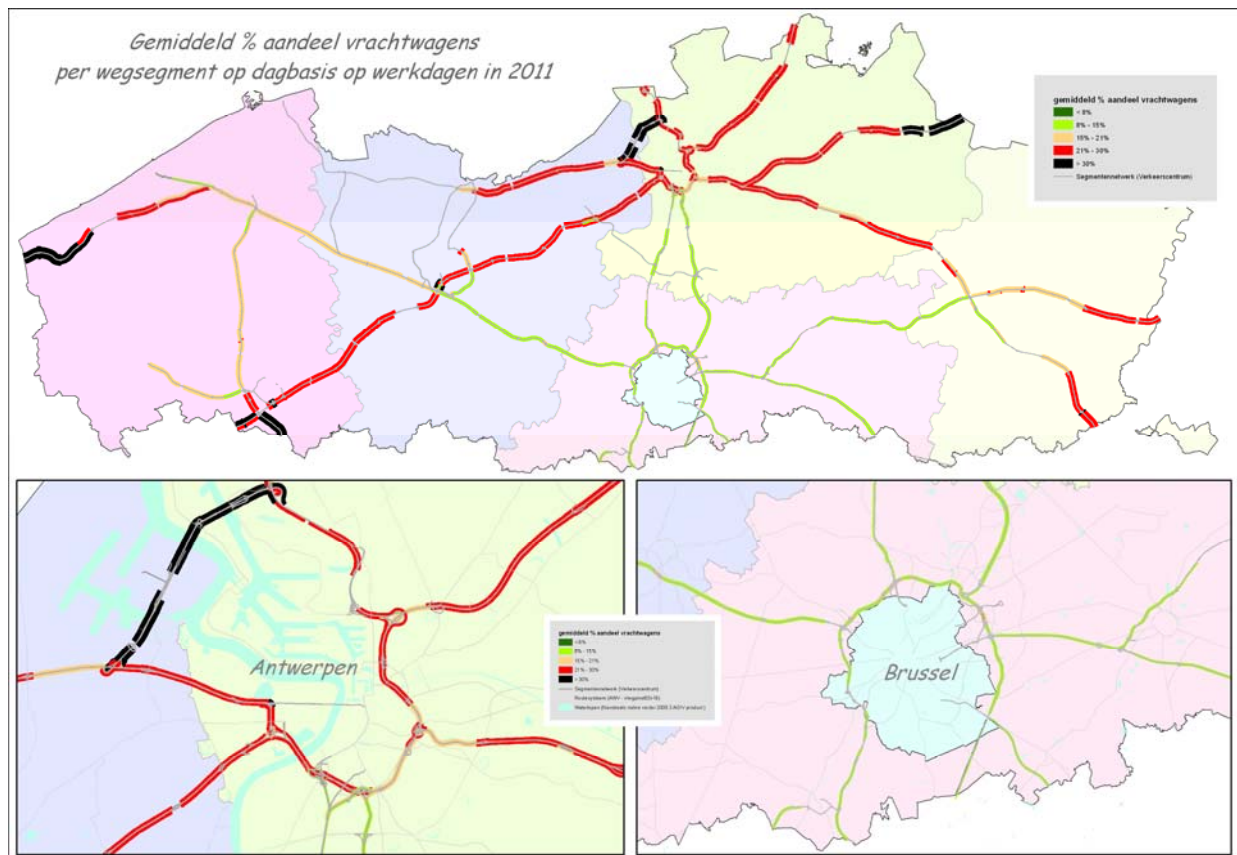 Gemiddeld % aandeel vrachtwagens
per wegsegment op dagbasis op werkdagen in 2011
gemiddeld % aandeel vrachtwagens
< 8%
8% - 15%
15% - 21%
21% - 30%
> 30%
Segmentennetwerk (Verkeerscentrum)
Antwerpen
gemiddeld % aandeel vrachtwagens
< 8%
8% - 15%
15% - 21%
21% - 30%
> 30%
Segmentennetwerk (Verkeerscentrum)
Brussel